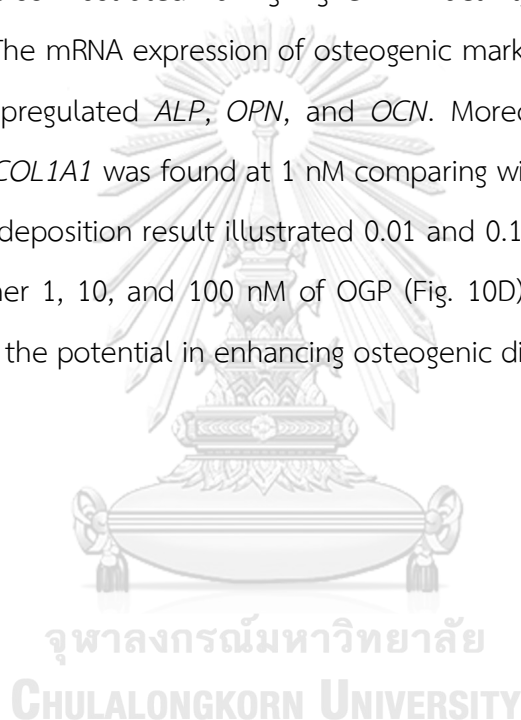 The mRNA expression of osteogenic mark
pregulated ALP, OPN, and OCN. Moreo
COL1A1 was found at 1 nM comparing wi
deposition result illustrated 0.01 and 0.1
ner 1, 10, and 100 nM of OGP (Fig. 10D)
the potential in enhancing osteogenic di
จุฬาลงกรณ์มหาวิทยาลัย
CHULALONGKORN UNIVERSITY